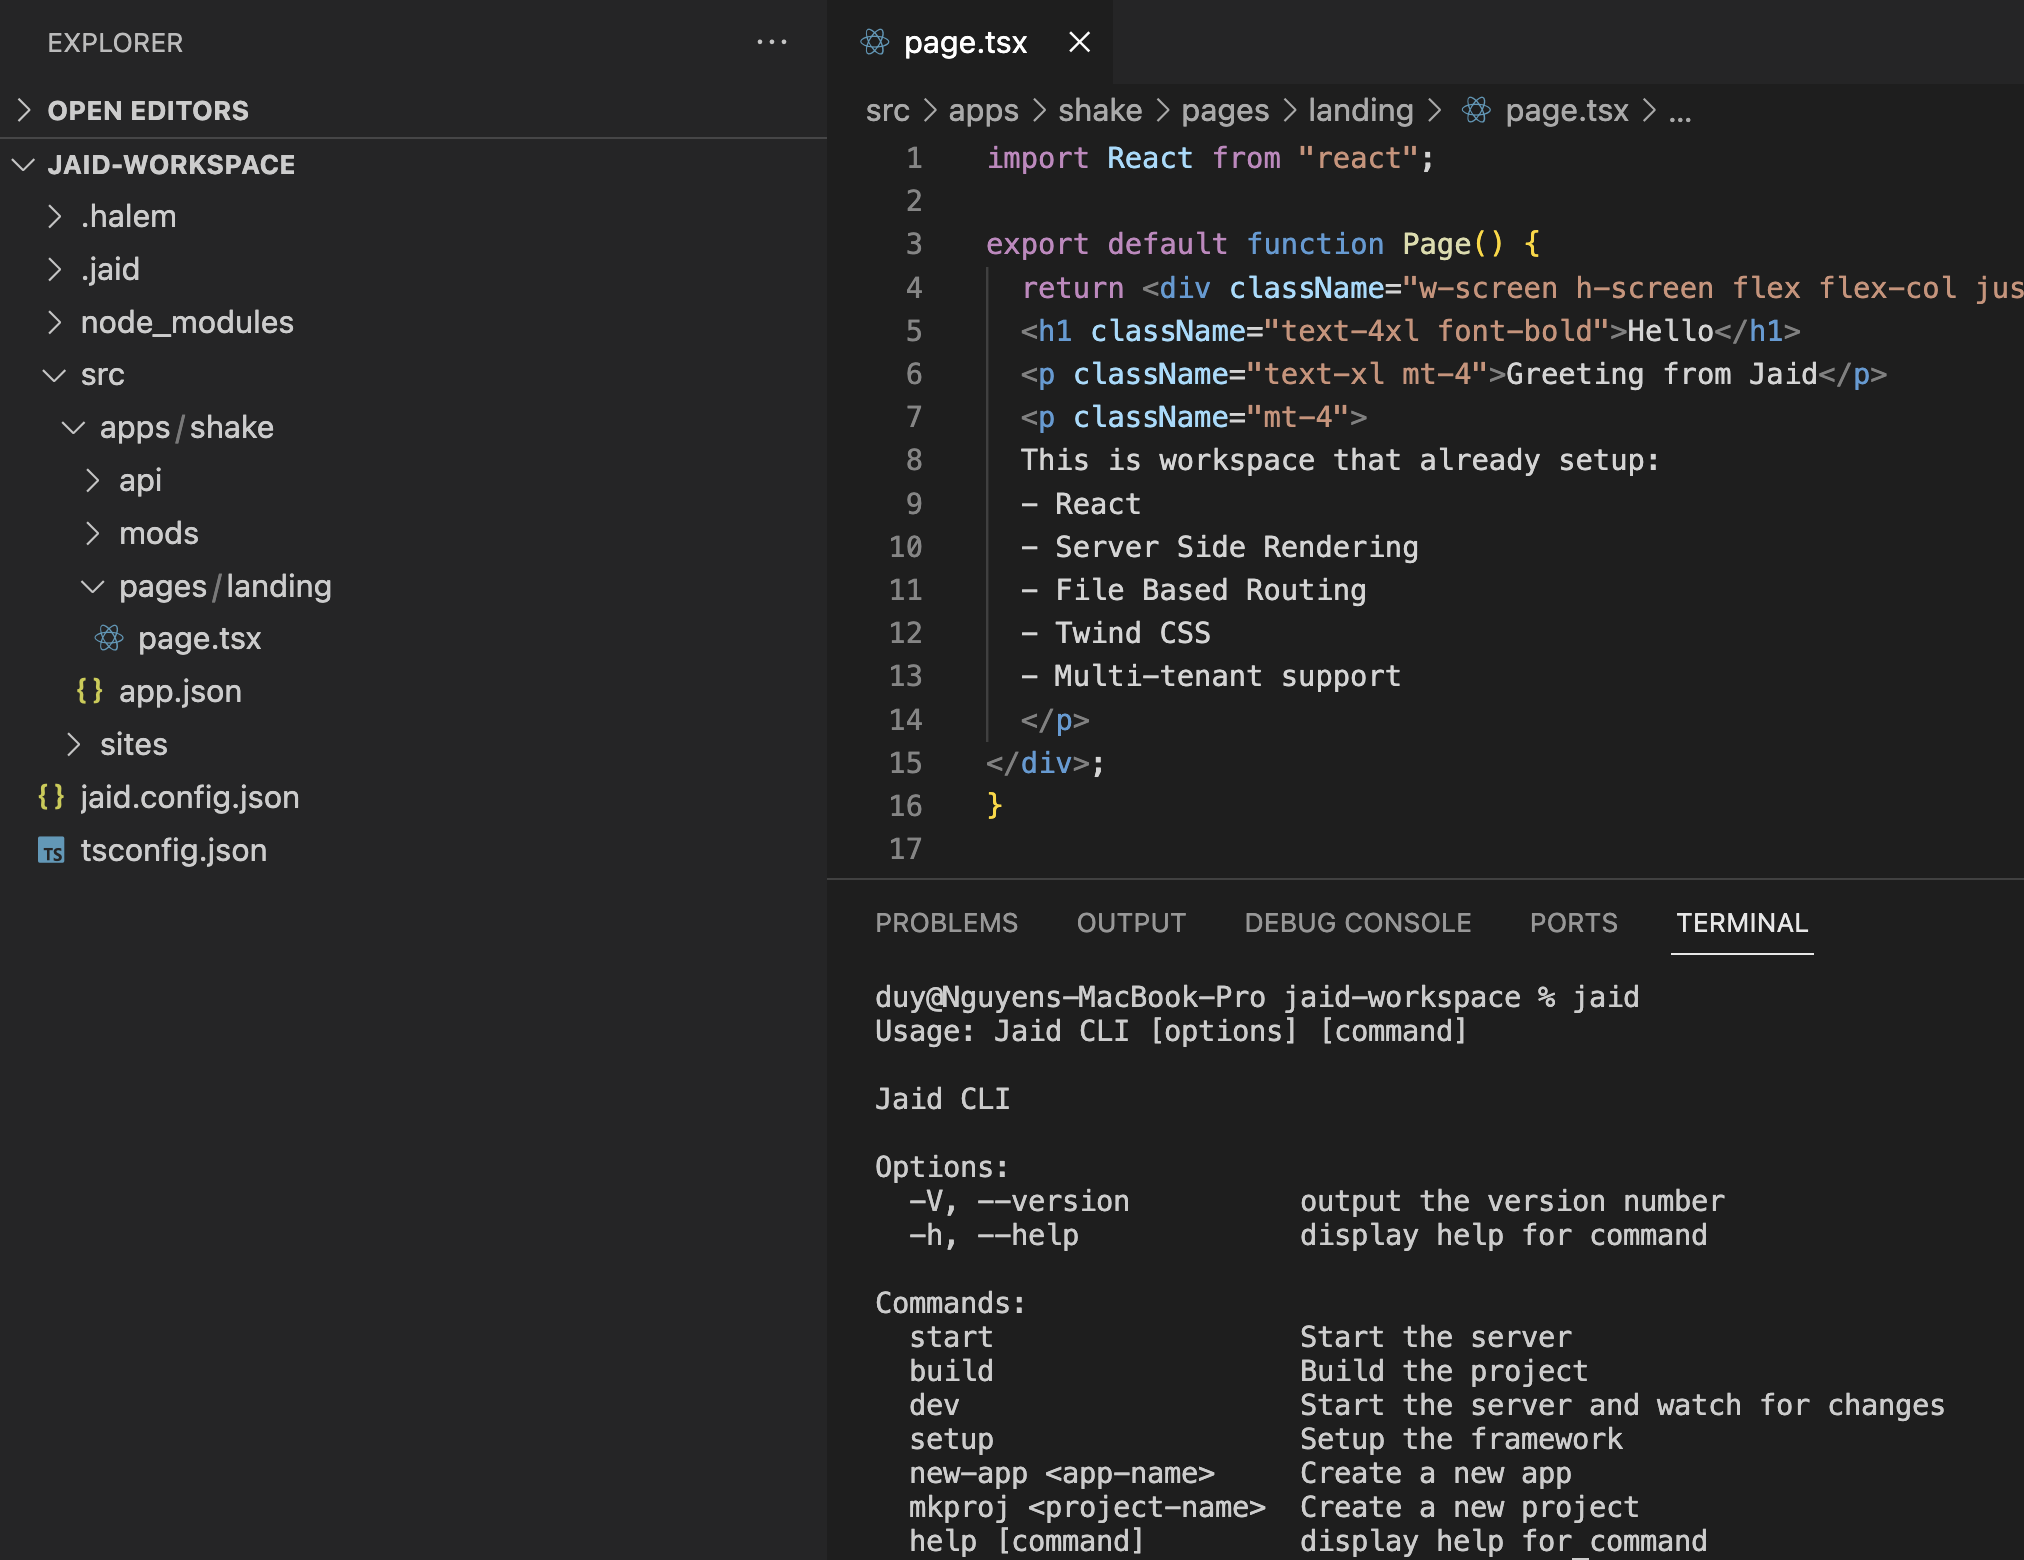 EXPLORER
OPEN EDITORS
JAID-WORKSPACE
.halem
.jaid
node_modules
src
apps/shake
api
mods
pages/landing
page.tsx
{} app.json
sites
{} jaid.config.json
TS tsconfig.json
page.tsx
src > apps > shake > pages > landing > page.tsx > ...
1 import React from "react";
2
3 export default function Page() {
4 return <div className="w-screen h-screen flex flex-col jus
5 <h1 className="text-4xl font-bold">Hello</h1>
6 <p className="text-xl mt-4">Greeting from Jaid</p>
7 <p className="mt-4">
8 This is workspace that already setup:
9 - React
10 - Server Side Rendering
11 - File Based Routing
12 - Twind CSS
13 - Multi-tenant support
14 </p>
15 </div>;
16 }
17
PROBLEMS OUTPUT DEBUG CONSOLE PORTS TERMINAL
duy@Nguyens-MacBook-Pro jaid-workspace % jaid
Usage: Jaid CLI [options] [command]
Jaid CLI
Options:
-V, --version output the version number
-h, --help display help for command
Commands:
start Start the server
build Build the project
dev Start the server and watch for changes
setup Setup the framework
new-app <app-name> Create a new app
mkproj <project-name> Create a new project
help [command] display help for command